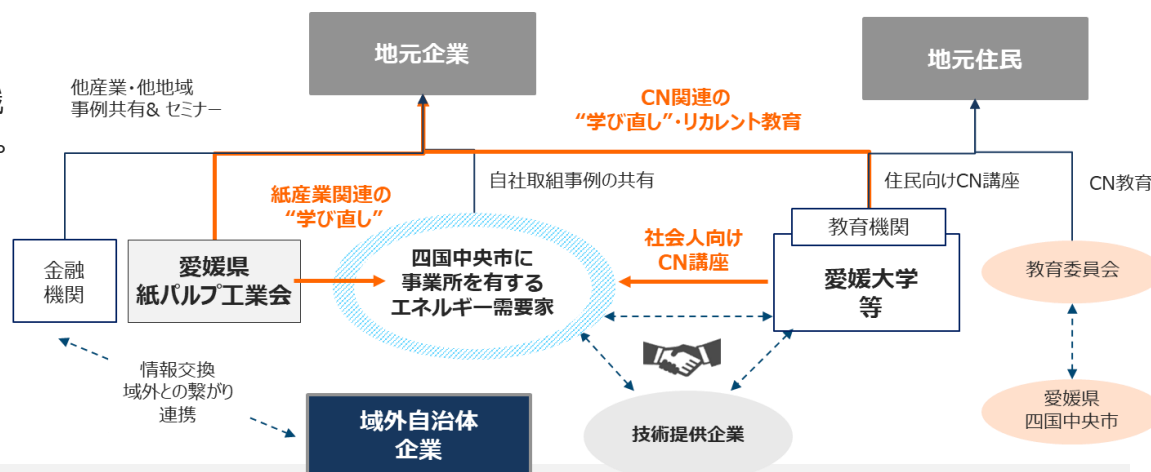 地元企業
地元住民
他産業・他地域
事例共有& セミナー
CN関連の
“学び直し”・リカレント教育
。
紙産業関連の
“学び直し”
自社取組事例の共有
住民向けCN講座
CN教育
金融
機関
愛媛県
紙パルプ工業会
四国中央市に
事業所を有する
エネルギー需要家
社会人向け
CN講座
教育機関
愛媛大学
等
教育委員会
情報交換
域外との繋がり
連携
域外自治体
企業
技術提供企業
愛媛県
四国中央市